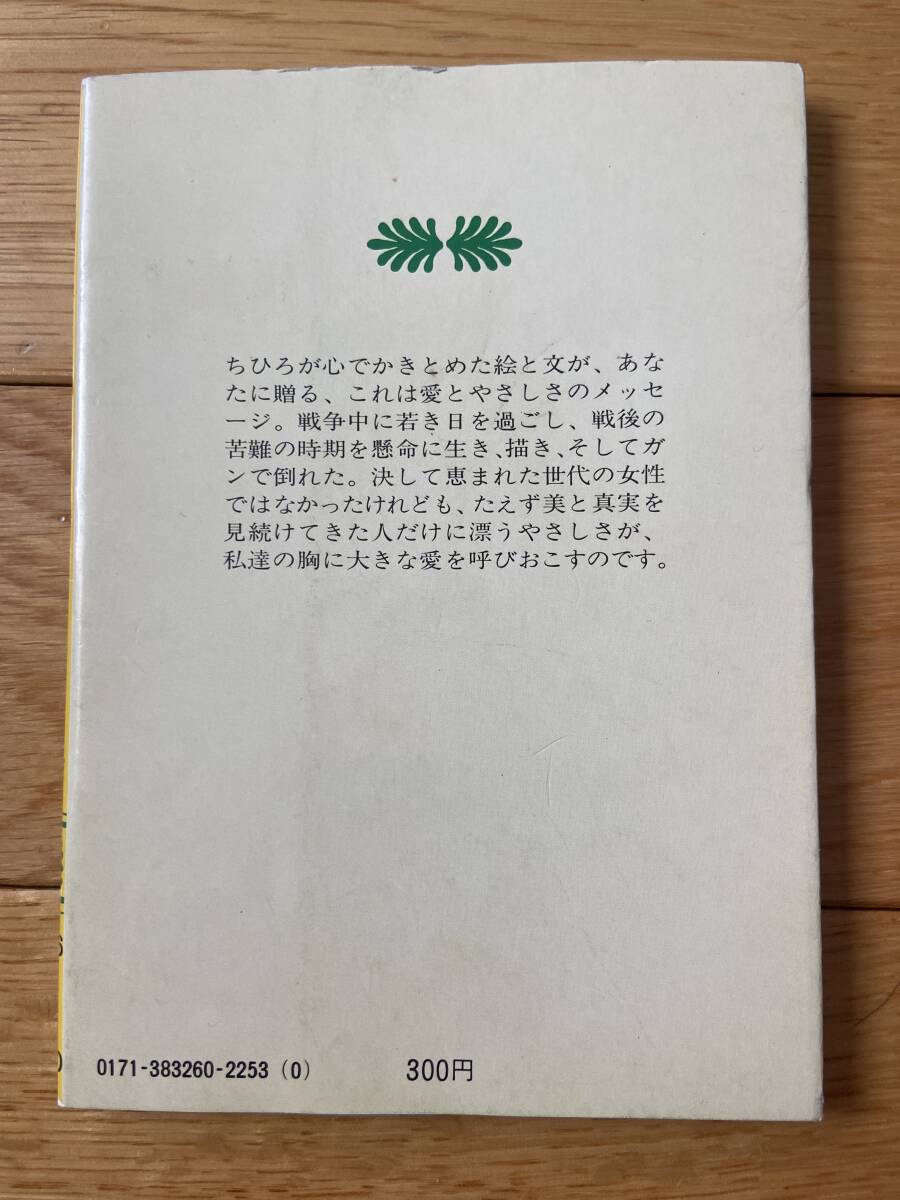 ちひろが心でかきとめた絵と文が、あな
たに贈る、これは愛とやさしさのメッセ
ージ。戦争中に若き日を過ごし、戦後の
苦難の時期を懸命に生き、描き、そしてガ
ンで倒れた。決して恵まれた世代の女性
ではなかったけれども、たえず美と真実を
見続けてきた人だけに漂うやさしさが、
私達の胸に大きな愛を呼びおこすのです。
0171-383260-2253(0) 300円